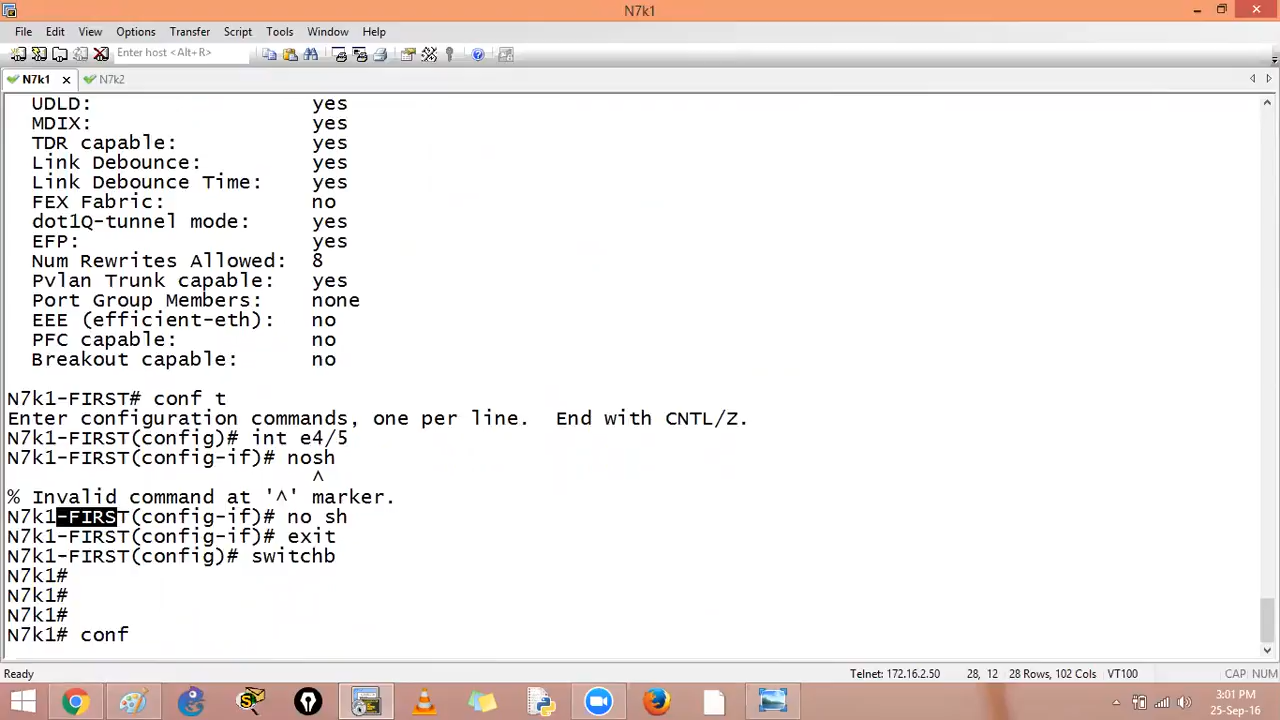 N7k1
File Edit View Options Transfer Script Tools Window Help
Enter host <Alt+R>
N7k1 N7k2
UDLD: yes
MDIX: yes
TDR capable: yes
Link Debounce: yes
Link Debounce Time: yes
FEX Fabric: no
dot1Q-tunnel mode: yes
EFP: yes
Num Rewrites Allowed: 8
Pvlan Trunk capable: yes
Port Group Members: none
EEE (efficient-eth): no
PFC capable: no
Breakout capable: no
N7k1-FIRST# conf t
Enter configuration commands, one per line. End with CNTL/Z.
N7k1-FIRST(config)# int e4/5
N7k1-FIRST(config-if)# nosh
^
% Invalid command at '^' marker.
N7k1-FIRST(config-if)# no sh
N7k1-FIRST(config-if)# exit
N7k1-FIRST(config)# switchb
N7k1#
N7k1#
N7k1#
N7k1# conf
Ready Telnet: 172.16.2.50 28, 12 28 Rows, 102 Cols VT100 CAP NUM
3:01 PM
25-Sep-16